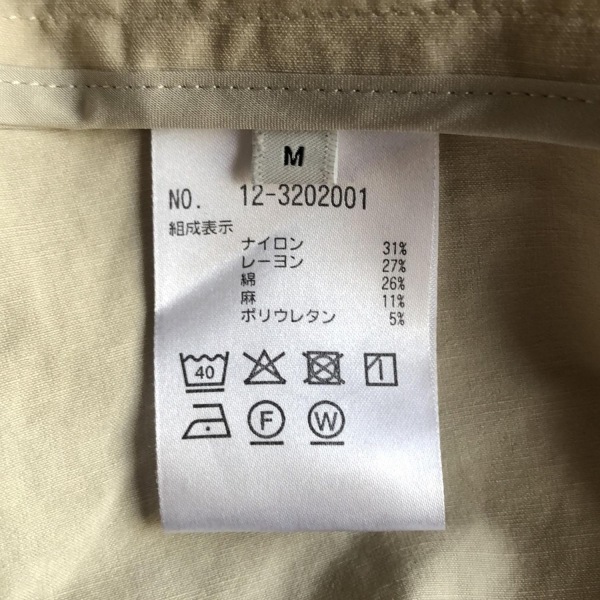 M
NO. 12-3202001
組成表示
ナイロン 31%
レーヨン 27%
綿 26%
麻 11%
ポリウレタン 5%
40
F W